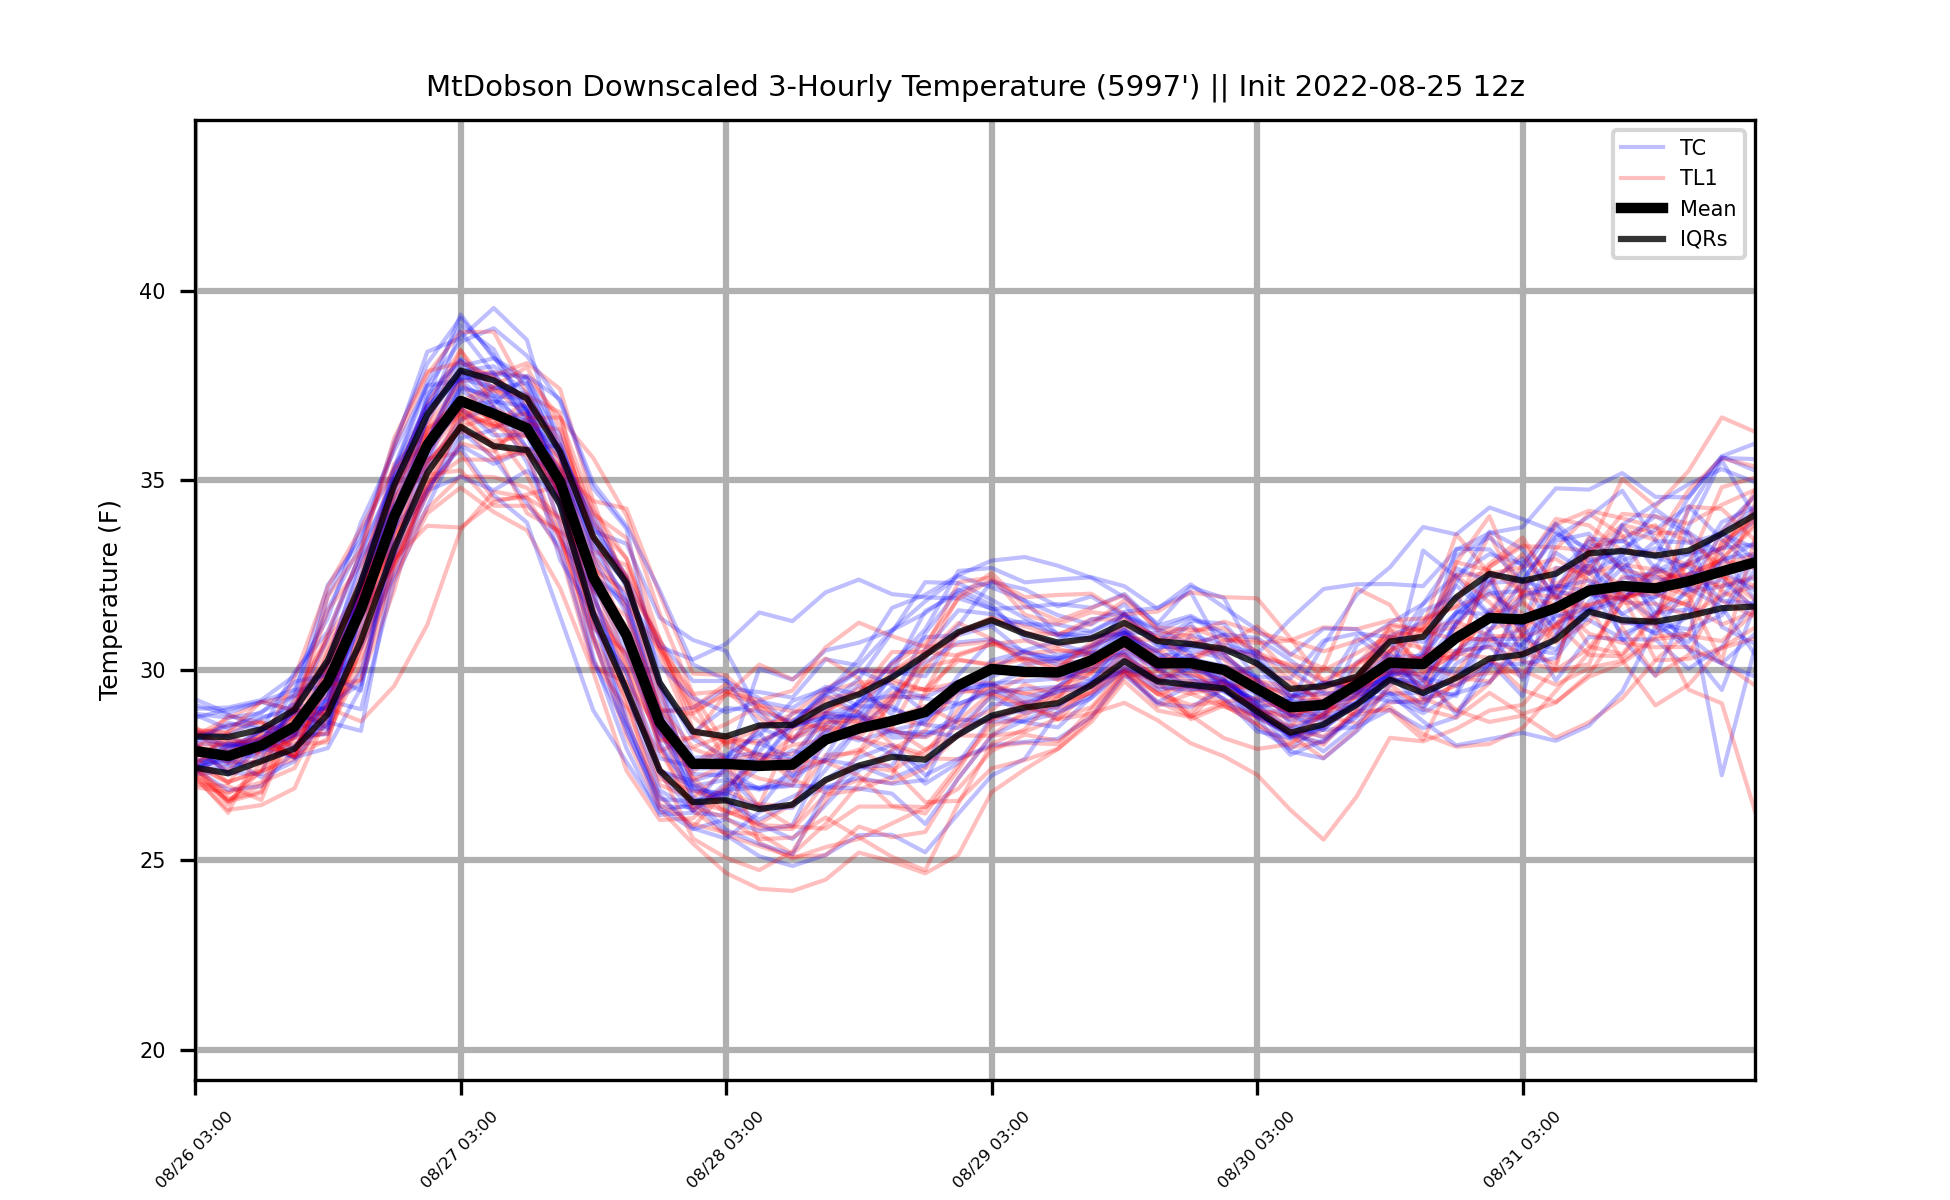 MtDobson Downscaled 3-Hourly Temperature (5997') || Init 2022-08-25 12z
TC
TL1
Mean
IQRs
Temperature (F)
40
35
30
25
20
08/26 03:00
08/27 03:00
08/28 03:00
08/29 03:00
08/30 03:00
08/31 03:00